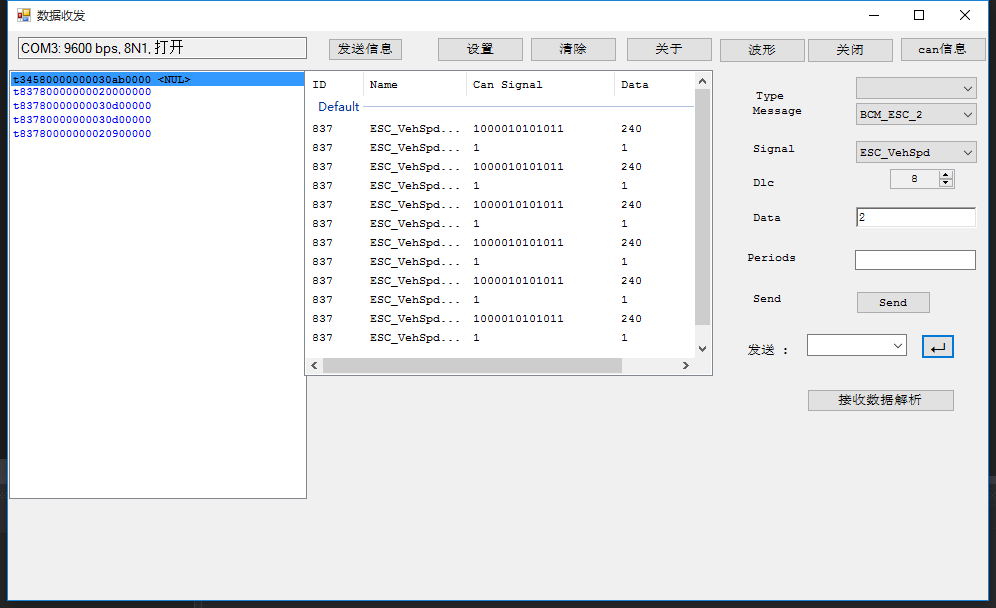 数据收发
COM3: 9600 bps, 8N1, 打开
发送信息
设置
清除
关于
波形
关闭
can信息
t34580000000030ab0000 <NUL>
t83780000000020000000
t83780000000030d00000
t83780000000030d00000
t83780000000020900000
ID Name Can Signal Data
Default
837 ESC_VehSpd... 1000010101011 240
837 ESC_VehSpd... 1 1
837 ESC_VehSpd... 1000010101011 240
837 ESC_VehSpd... 1 1
837 ESC_VehSpd... 1000010101011 240
837 ESC_VehSpd... 1 1
837 ESC_VehSpd... 1000010101011 240
837 ESC_VehSpd... 1 1
837 ESC_VehSpd... 1000010101011 240
837 ESC_VehSpd... 1 1
837 ESC_VehSpd... 1000010101011 240
837 ESC_VehSpd... 1 1
Type
Message BCM_ESC_2
Signal ESC_VehSpd
Dlc 8
Data 2
Periods
Send Send
发送 :
接收数据解析